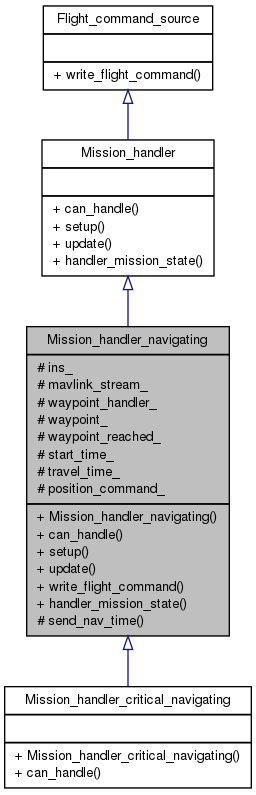 Flight_command_source
+ write_flight_command()
Mission_handler
+ can_handle()
+ setup()
+ update()
+ handler_mission_state()
Mission_handler_navigating
# ins_
# mavlink_stream_
# waypoint_handler_
# waypoint_
# waypoint_reached_
# start_time_
# travel_time_
# position_command_
+ Mission_handler_navigating()
+ can_handle()
+ setup()
+ update()
+ write_flight_command()
+ handler_mission_state()
# send_nav_time()
Mission_handler_critical_navigating
+ Mission_handler_critical_navigating()
+ can_handle()